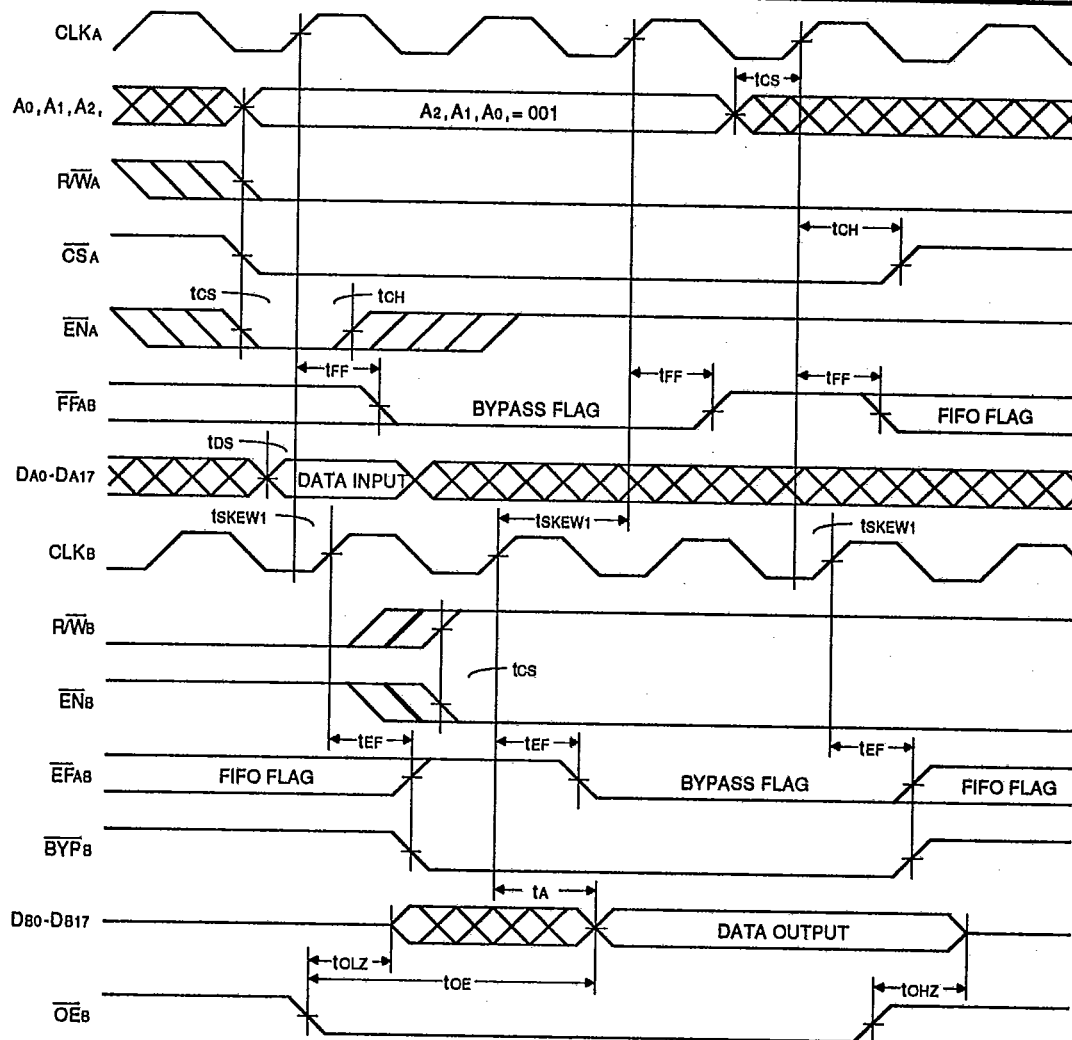 CLKA
tCS
A0, A1, A2,
A2, A1, A0, = 001
R/WA
tCH
CSA
tCS
tCH
ENA
tFF
tFF
tFF
FFAB
BYPASS FLAG
FIFO FLAG
tDS
DA0-DA17
DATA INPUT
tSKEW1
tSKEW1
tSKEW1
CLKB
R/WB
tCS
ENB
tEF
tEF
tEF
EFAB
FIFO FLAG
BYPASS FLAG
FIFO FLAG
BYPB
tA
DB0-DB17
DATA OUTPUT
tOLZ
tOE
tOHZ
OEB